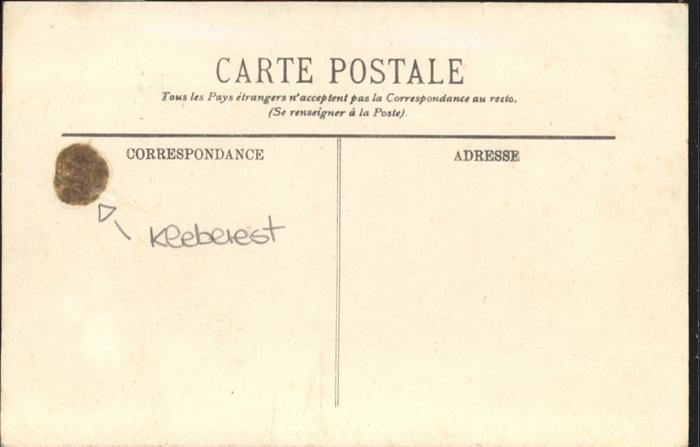 CARTE POSTALE
Tous les Pays étrangers n'acceptent pas la Correspondance au recto.
(Se renseigner à la Poste).
CORRESPONDANCE
ADRESSE
Kleberest